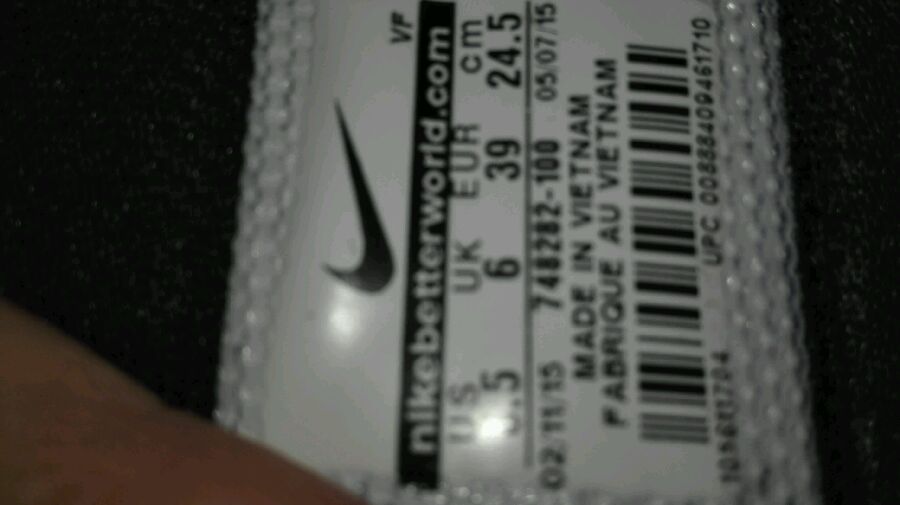 VF
nikebetterworld.com
US UK EUR cm
6 39 24.5
02/11/15 748282-100 05/07/15
MADE IN VIETNAM
FABRIQUE AU VIETNAM
UPC 00888409461710